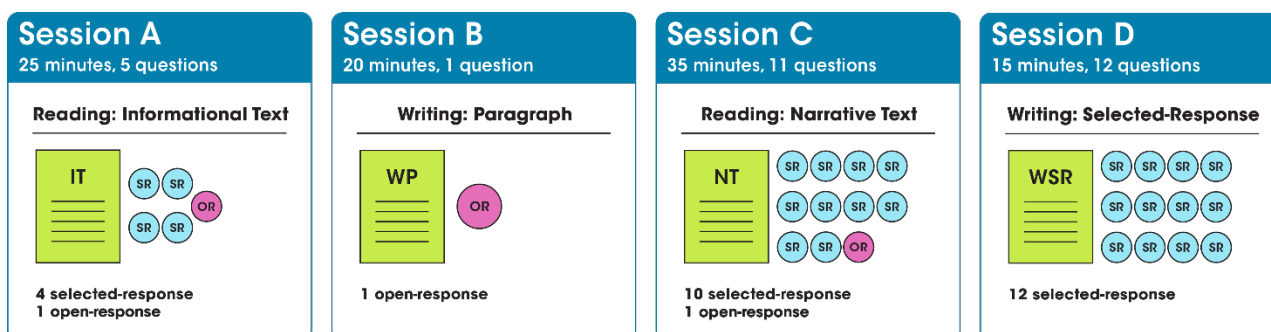 Session A
25 minutes, 5 questions
Reading: Informational Text
IT
SR SR
OR
SR SR
4 selected-response
1 open-response
Session B
20 minutes, 1 question
Writing: Paragraph
WP
OR
1 open-response
Session C
35 minutes, 11 questions
Reading: Narrative Text
NT
SR SR SR SR
SR SR SR SR
SR SR OR
10 selected-response
1 open-response
Session D
15 minutes, 12 questions
Writing: Selected-Response
WSR
SR SR SR SR
SR SR SR SR
SR SR SR SR
12 selected-response